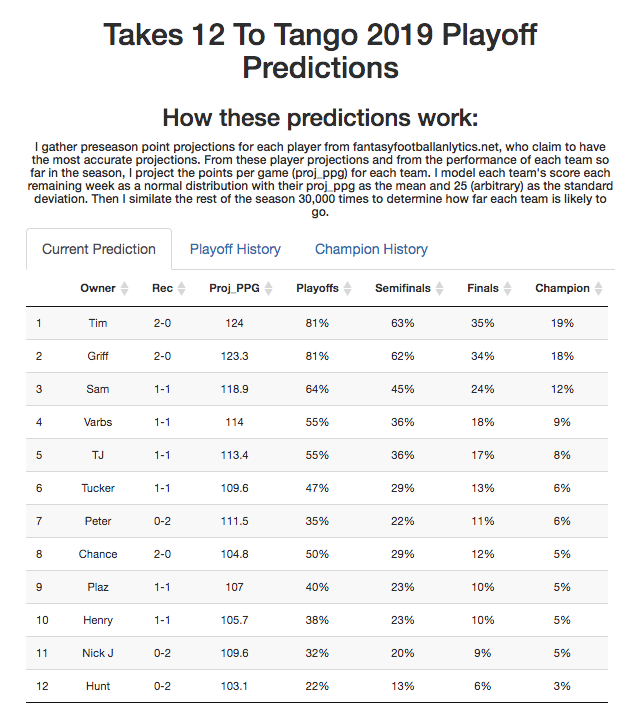 Takes 12 To Tango 2019 Playoff
Predictions
How these predictions work:
I gather preseason point projections for each player from fantasyfootballanlytics.net, who claim to have
the most accurate projections. From these player projections and from the performance of each team so
far in the season, I project the points per game (proj_ppg) for each team. I model each team's score each
remaining week as a normal distribution with their proj_ppg as the mean and 25 (arbitrary) as the standard
deviation. Then I similate the rest of the season 30,000 times to determine how far each team is likely to
go.
Current Prediction Playoff History Champion History
Owner Rec Proj_PPG Playoffs Semifinals Finals Champion
1 Tim 2-0 124 81% 63% 35% 19%
2 Griff 2-0 123.3 81% 62% 34% 18%
3 Sam 1-1 118.9 64% 45% 24% 12%
4 Varbs 1-1 114 55% 36% 18% 9%
5 TJ 1-1 113.4 55% 36% 17% 8%
6 Tucker 1-1 109.6 47% 29% 13% 6%
7 Peter 0-2 111.5 35% 22% 11% 6%
8 Chance 2-0 104.8 50% 29% 12% 5%
9 Plaz 1-1 107 40% 23% 10% 5%
10 Henry 1-1 105.7 38% 23% 10% 5%
11 Nick J 0-2 109.6 32% 20% 9% 5%
12 Hunt 0-2 103.1 22% 13% 6% 3%